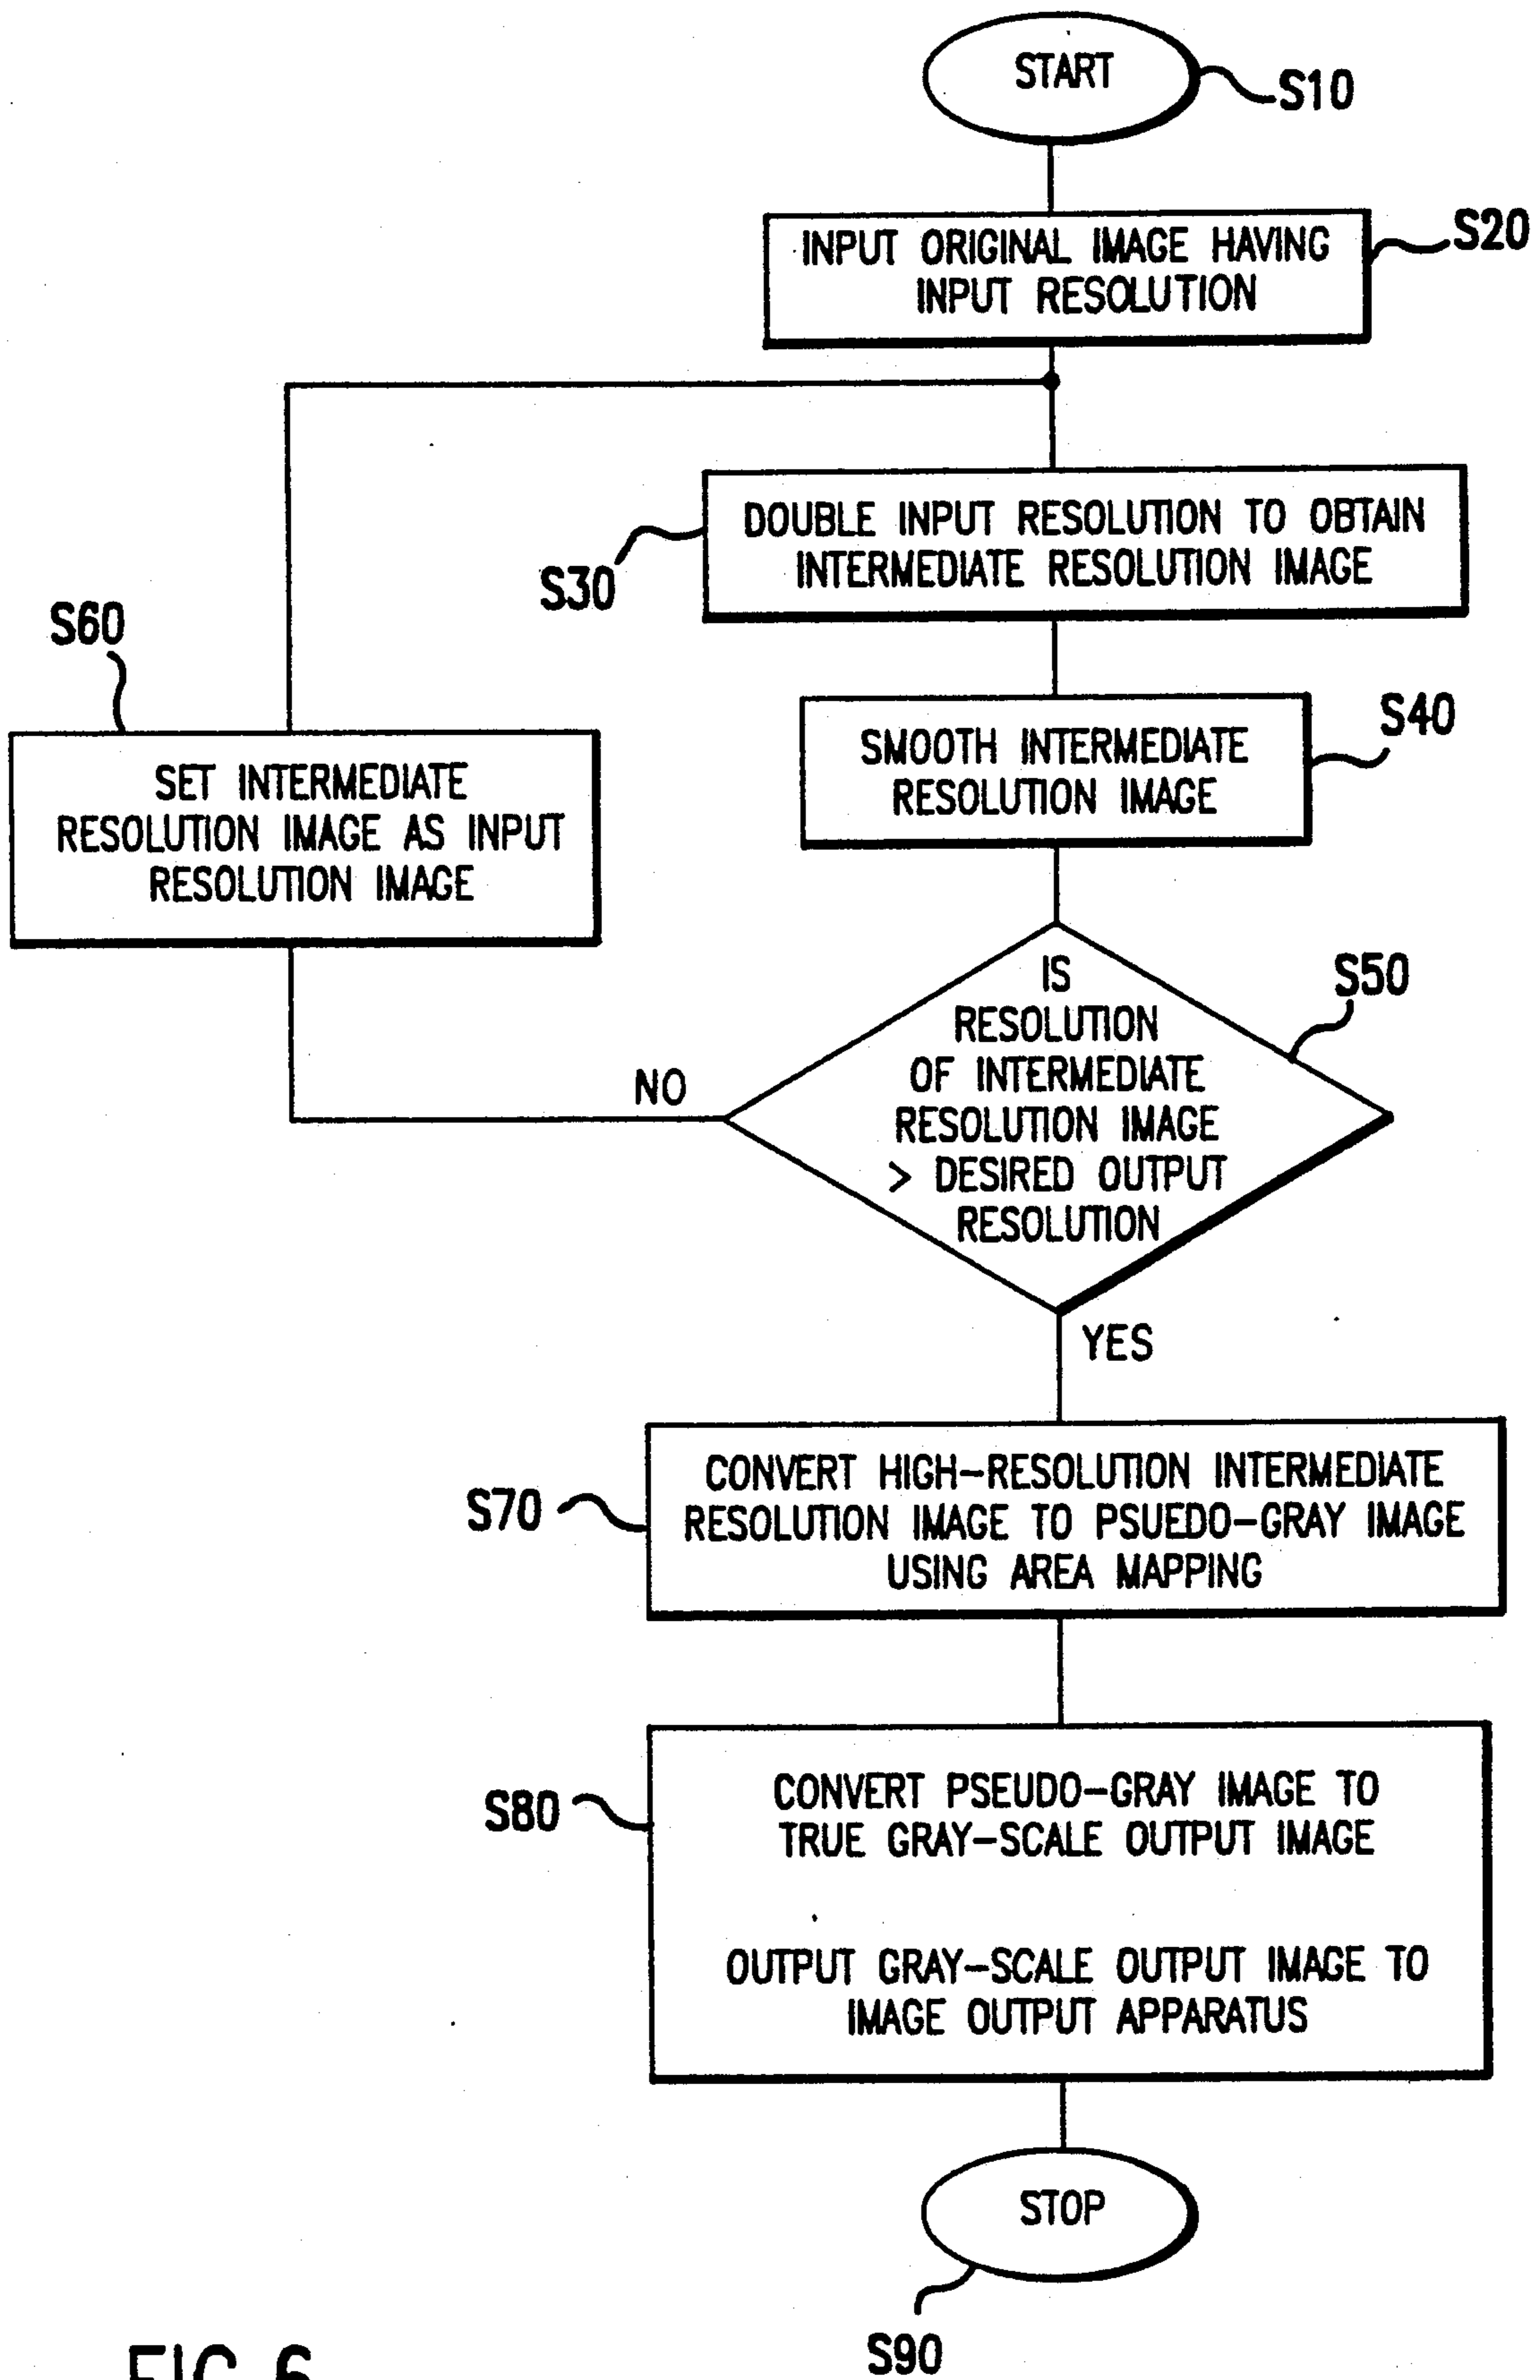 START
S10
INPUT ORIGINAL IMAGE HAVING
INPUT RESOLUTION
S20
DOUBLE INPUT RESOLUTION TO OBTAIN
INTERMEDIATE RESOLUTION IMAGE
S30
S60
SET INTERMEDIATE
RESOLUTION IMAGE AS INPUT
RESOLUTION IMAGE
SMOOTH INTERMEDIATE
RESOLUTION IMAGE
S40
IS
RESOLUTION
OF INTERMEDIATE
RESOLUTION IMAGE
> DESIRED OUTPUT
RESOLUTION
S50
NO
YES
CONVERT HIGH-RESOLUTION INTERMEDIATE
RESOLUTION IMAGE TO PSUEDO-GRAY IMAGE
USING AREA MAPPING
S70
CONVERT PSEUDO-GRAY IMAGE TO
TRUE GRAY-SCALE OUTPUT IMAGE
S80
OUTPUT GRAY-SCALE OUTPUT IMAGE TO
IMAGE OUTPUT APPARATUS
STOP
S90
FIG. 6